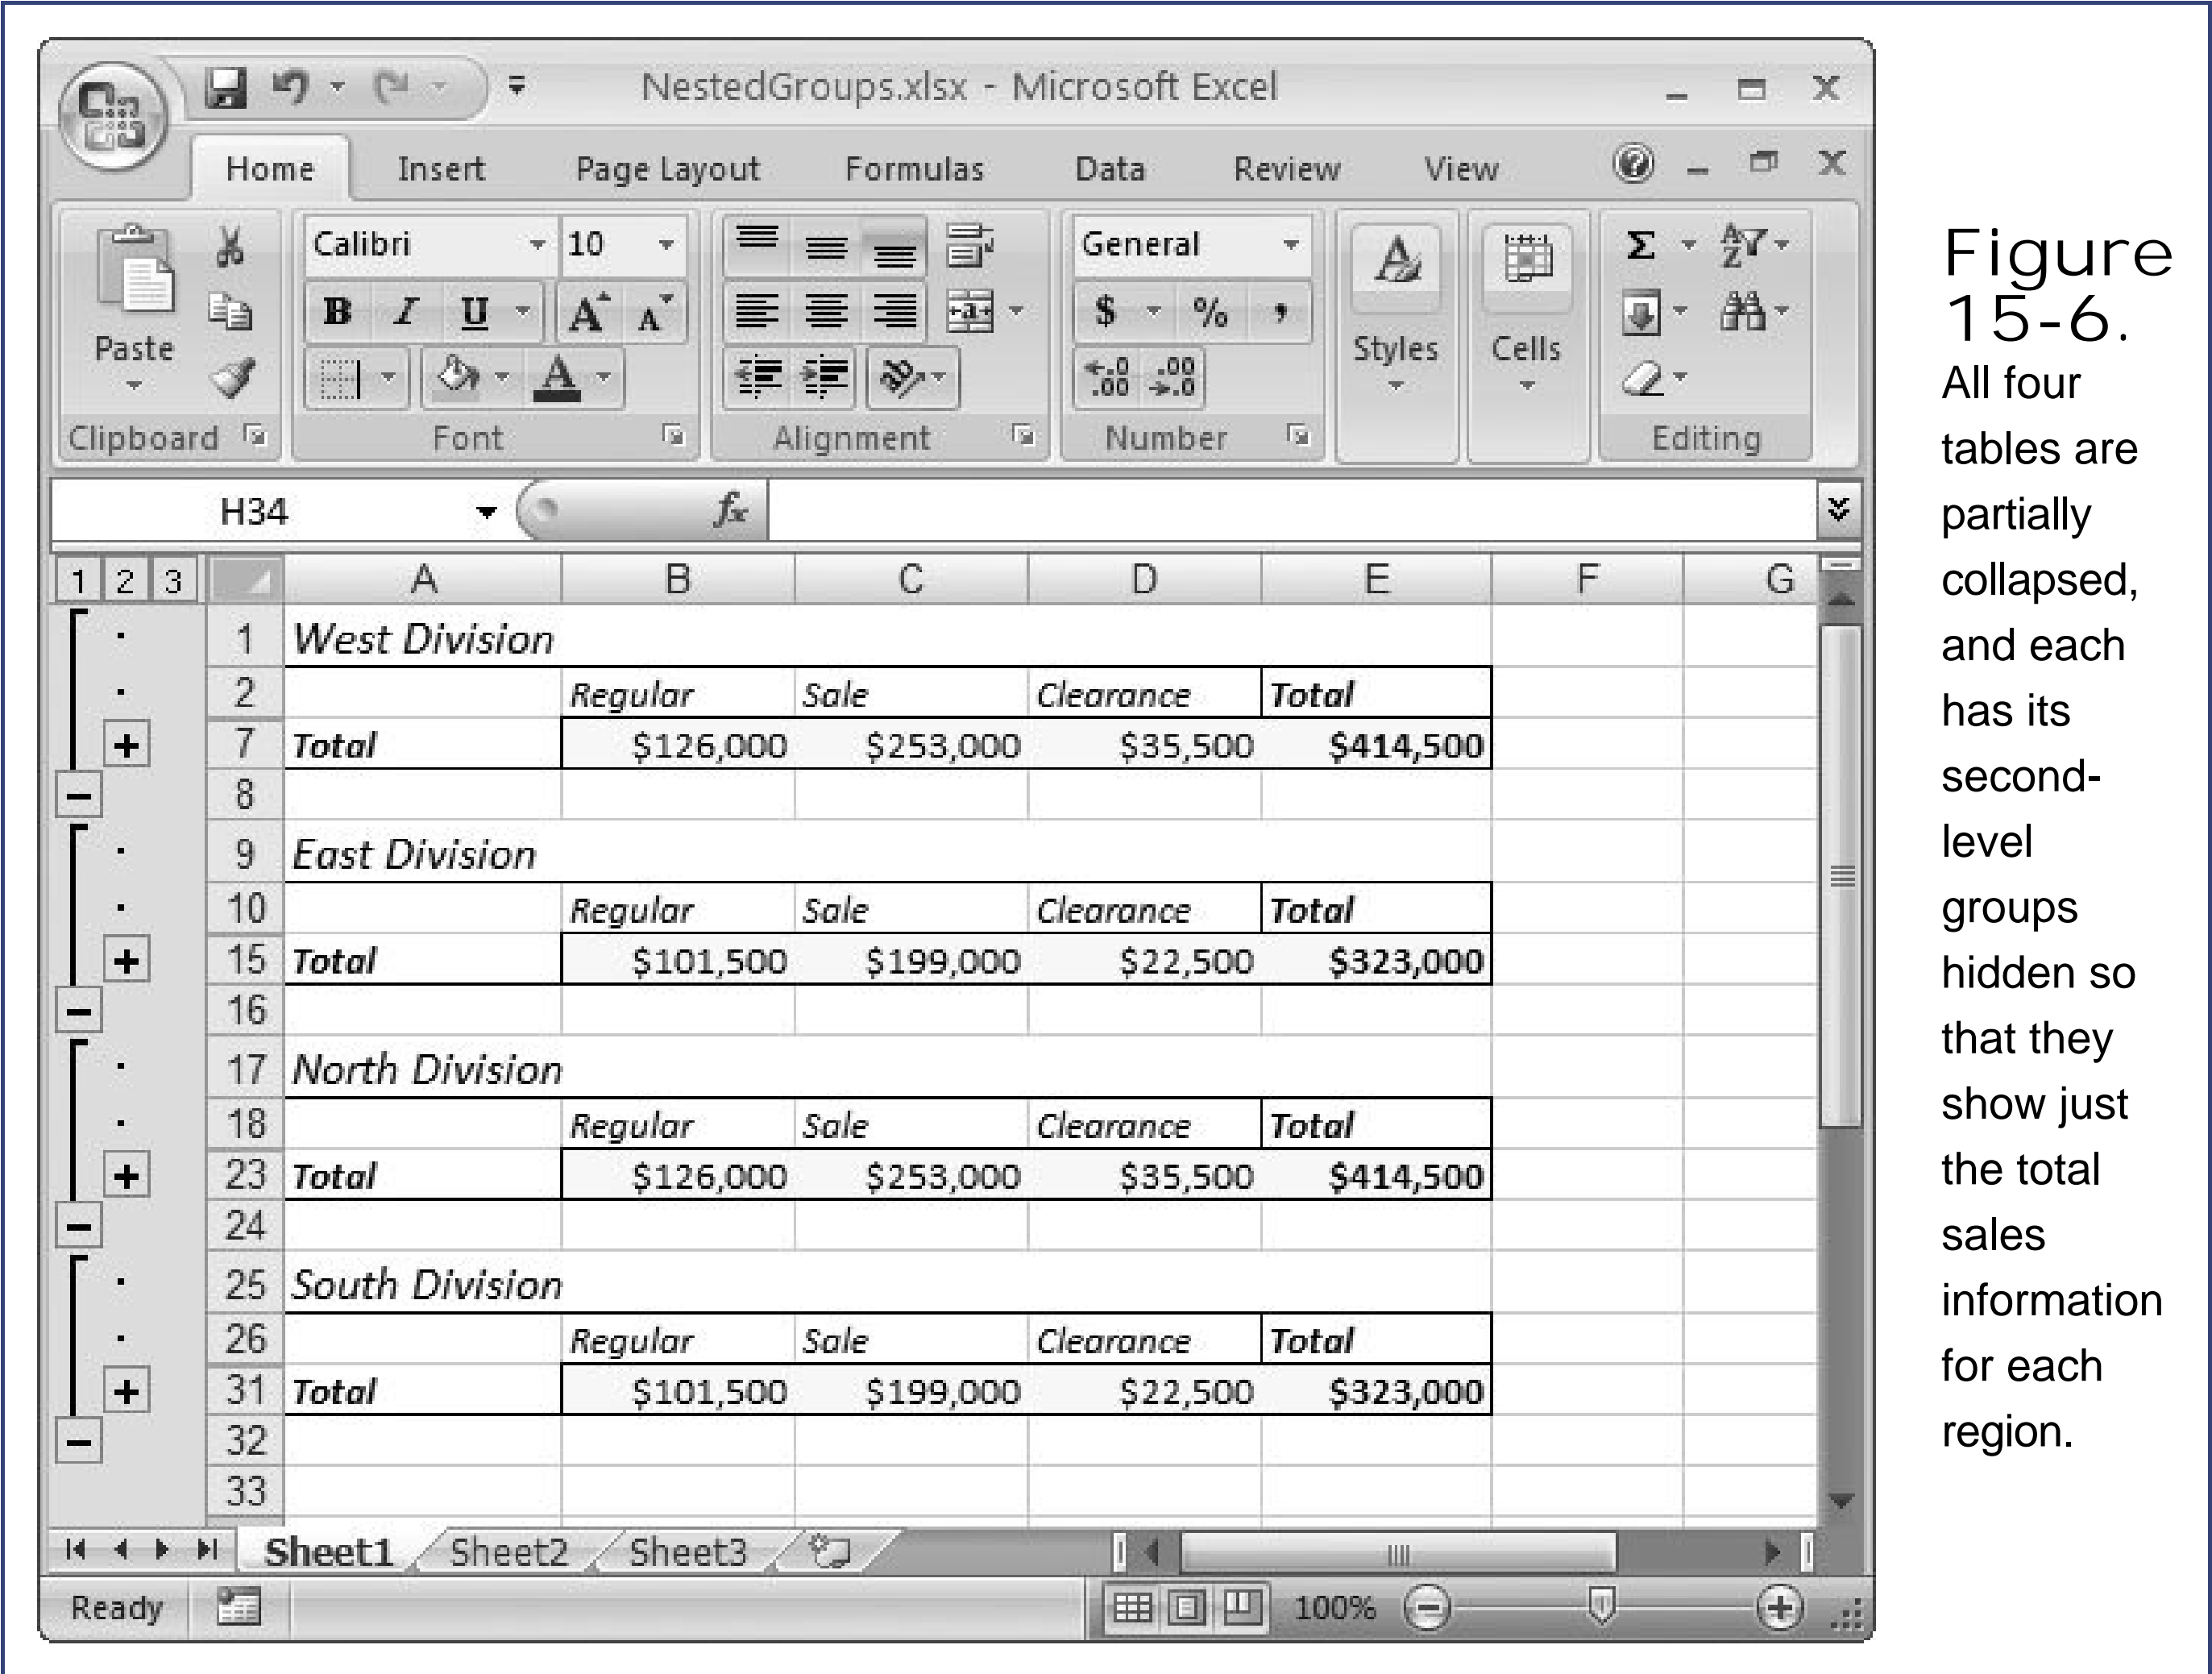 NestedGroups.xlsx - Microsoft Excel
Home Insert Page Layout Formulas Data Review View
Calibri 10 General Σ A Z
B I U A A a $ % ,
Paste Styles Cells
A ab .0 .00 .00 .0
Clipboard Font Alignment Number Editing
H34 fx
1 2 3 A B C D E F G
1 West Division
2 Regular Sale Clearance Total
7 Total $126,000 $253,000 $35,500 $414,500
8
9 East Division
10 Regular Sale Clearance Total
15 Total $101,500 $199,000 $22,500 $323,000
16
17 North Division
18 Regular Sale Clearance Total
23 Total $126,000 $253,000 $35,500 $414,500
24
25 South Division
26 Regular Sale Clearance Total
31 Total $101,500 $199,000 $22,500 $323,000
32
33
Sheet1 Sheet2 Sheet3
Ready 100%
Figure
15-6.
All four
tables are
partially
collapsed,
and each
has its
second-
level
groups
hidden so
that they
show just
the total
sales
information
for each
region.